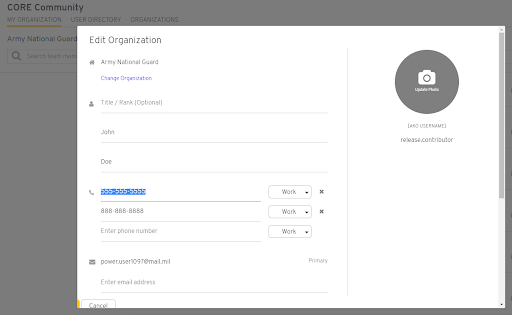 CORE Community
MY ORGANIZATION USER DIRECTORY ORGANIZATIONS
Army National Guard
Search team
Edit Organization
Army National Guard
Change Organization
Title / Rank (Optional)
John
Doe
555-555-5555 Work
888-888-8888 Work
Enter phone number Work
power.user1097@mail.mil Primary
Enter email address
Cancel
Update Photo
(AKO USERNAME)
release.contributor